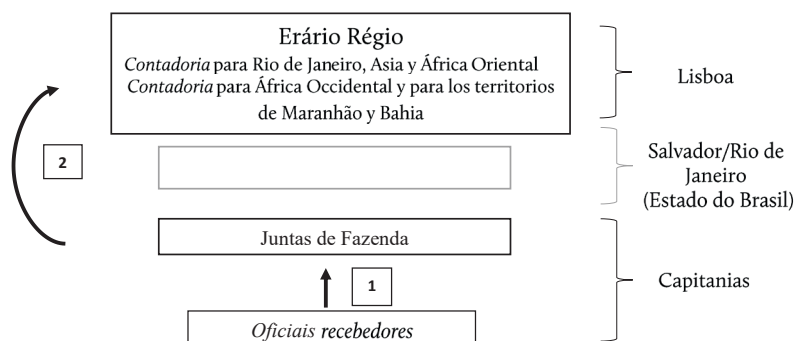 Erário Régio
Contadoria para Rio de Janeiro, Asia y África Oriental
Contadoria para África Occidental y para los territorios
de Maranhão y Bahia
Lisboa
2
Salvador/Rio de
Janeiro
(Estado do Brasil)
Juntas de Fazenda
1
Capitanias
Oficiais recebedores